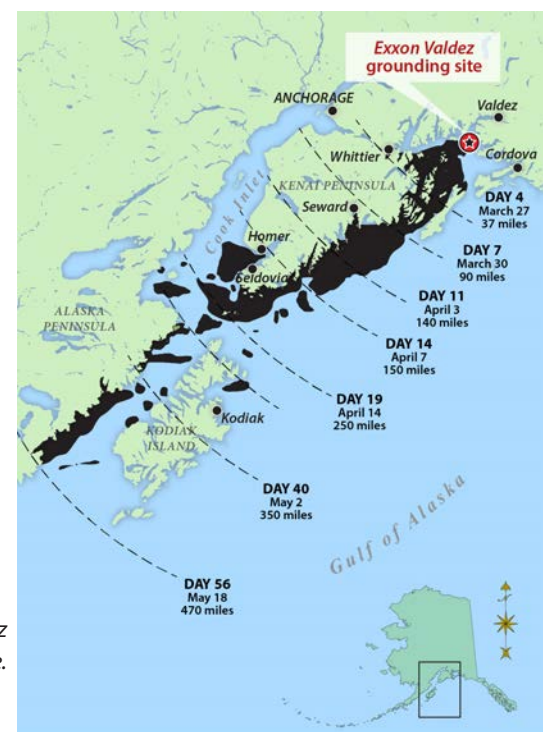 Exxon Valdez
grounding site
ANCHORAGE
Valdez
Whittier
Cordova
KENAI PENINSULA
Cook Inlet
Seward
DAY 4
March 27
37 miles
Homer
DAY 7
March 30
90 miles
Seldovia
DAY 11
April 3
140 miles
ALASKA
PENINSULA
DAY 14
April 7
150 miles
DAY 19
April 14
250 miles
Kodiak
KODIAK
ISLAND
DAY 40
May 2
350 miles
Gulf of Alaska
DAY 56
May 18
470 miles
z
.